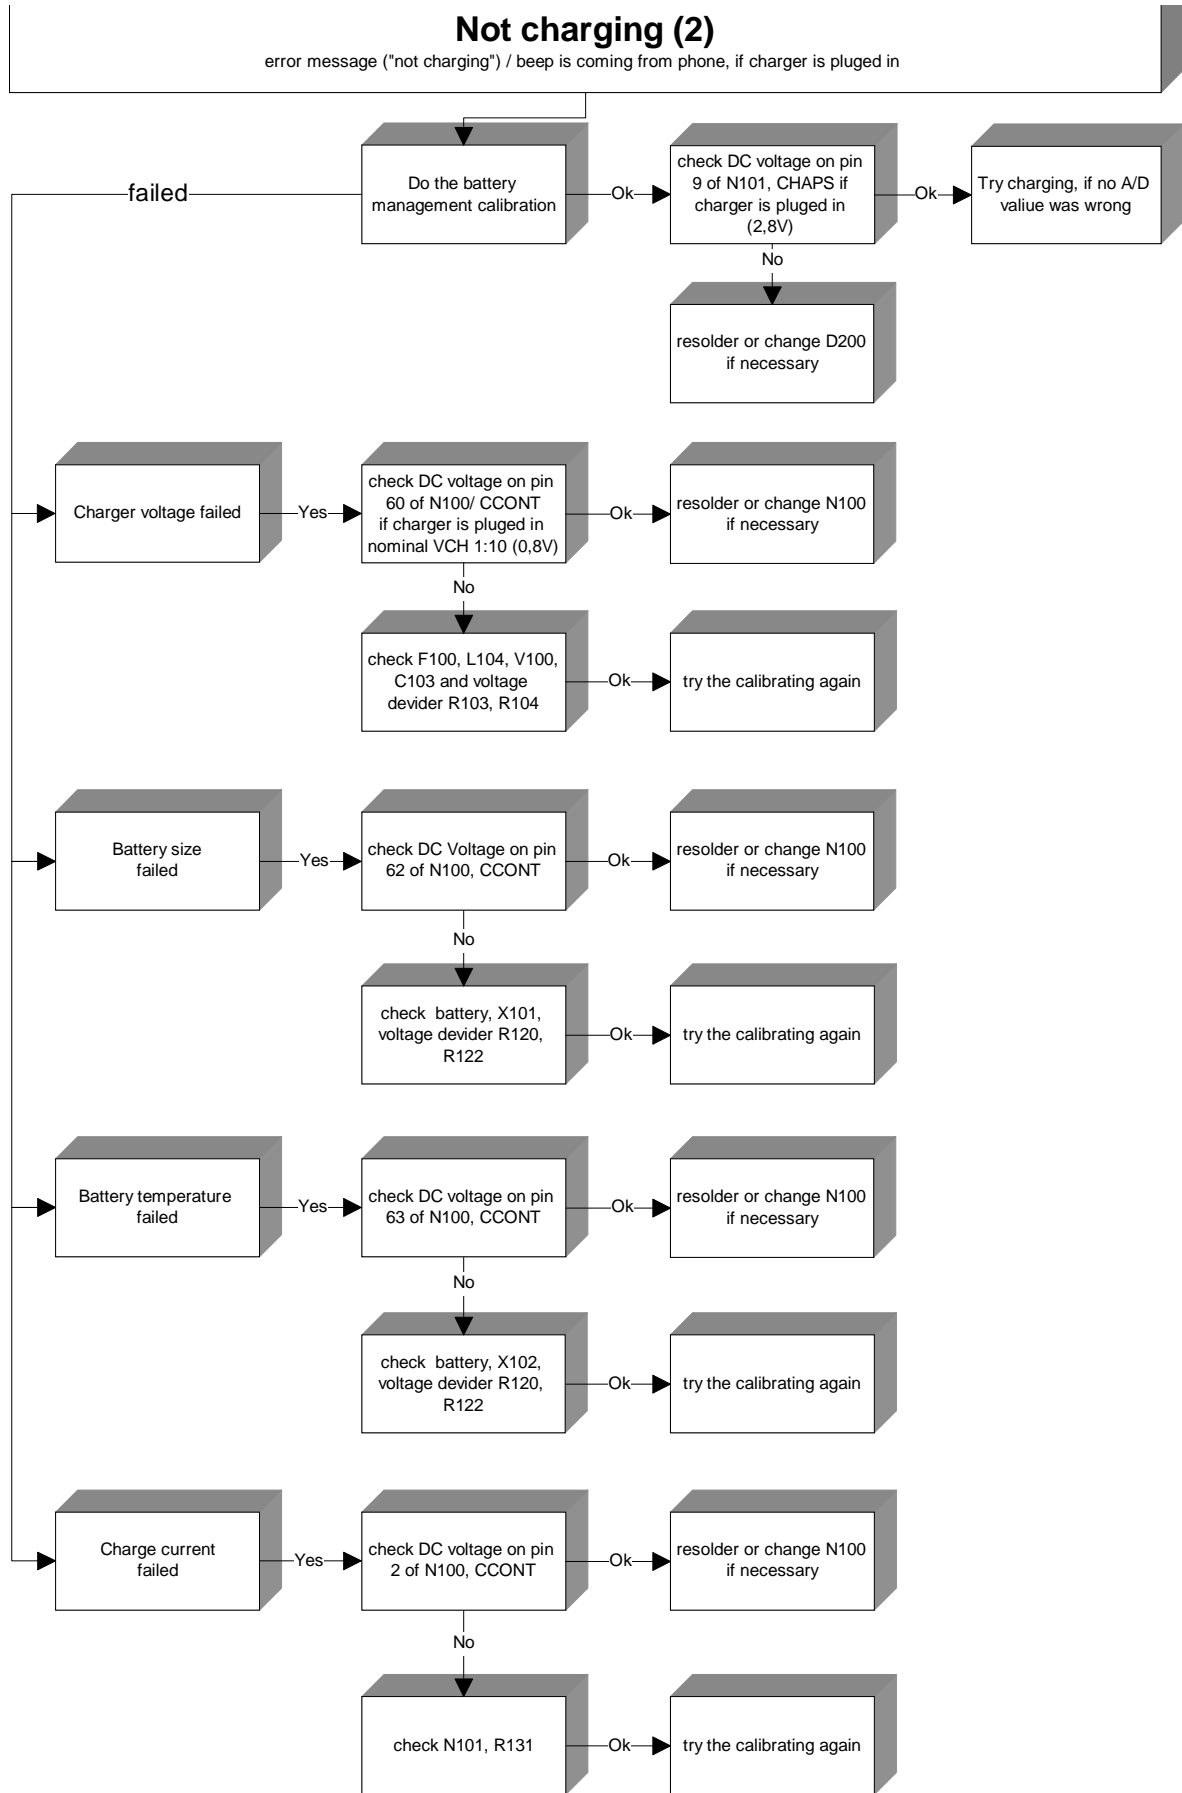 Not charging (2)
error message ("not charging") / beep is coming from phone, if charger is pluged in
Do the battery
management calibration
failed
Ok
check DC voltage on pin
9 of N101, CHAPS if
charger is pluged in
(2,8V)
Ok
Try charging, if no A/D
valiue was wrong
No
resolder or change D200
if necessary
Charger voltage failed
Yes
check DC voltage on pin
60 of N100/ CCONT
if charger is pluged in
nominal VCH 1:10 (0,8V)
Ok
resolder or change N100
if necessary
No
check F100, L104, V100,
C103 and voltage
devider R103, R104
Ok
try the calibrating again
Battery size
failed
Yes
check DC Voltage on pin
62 of N100, CCONT
Ok
resolder or change N100
if necessary
No
check  battery, X101,
voltage devider R120,
R122
Ok
try the calibrating again
Battery temperature
failed
Yes
check DC voltage on pin
63 of N100, CCONT
Ok
resolder or change N100
if necessary
No
check  battery, X102,
voltage devider R120,
R122
Ok
try the calibrating again
Charge current
failed
Yes
check DC voltage on pin
2 of N100, CCONT
Ok
resolder or change N100
if necessary
No
check N101, R131
Ok
try the calibrating again